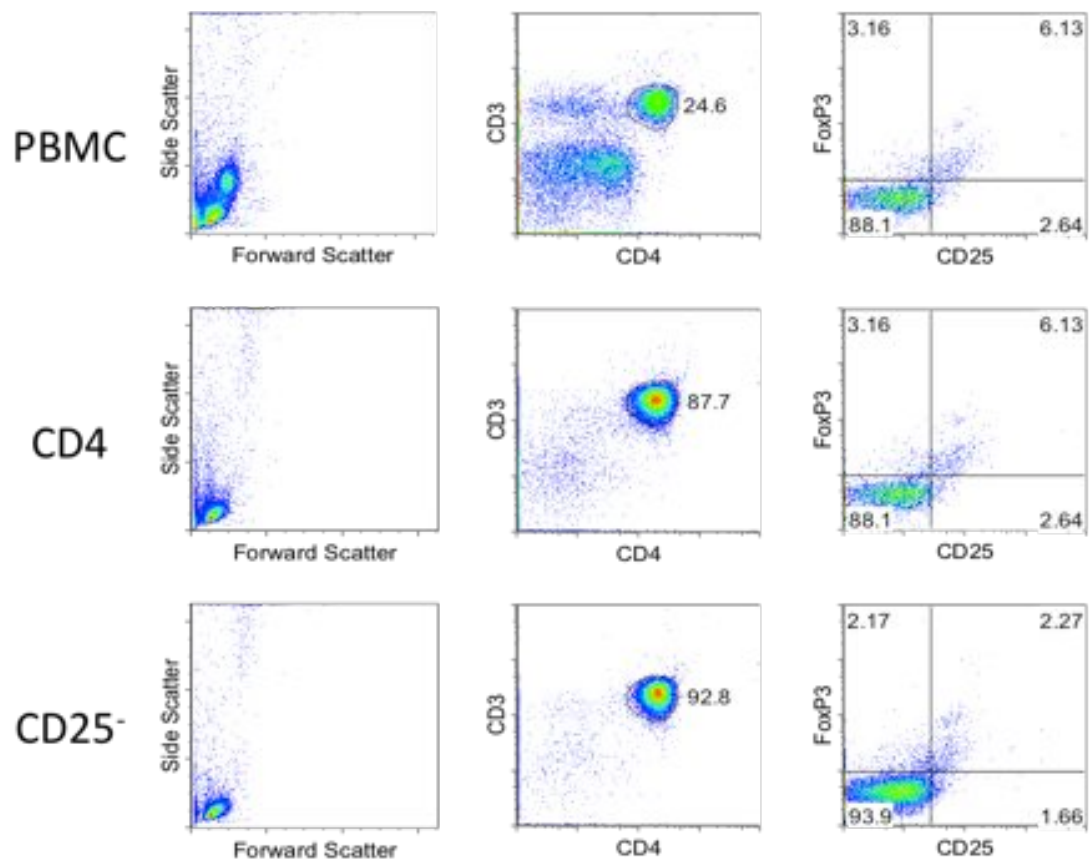 PBMC
Side Scatter
Forward Scatter
CD3
24.6
CD4
FoxP3
3.16
6.13
88.1
2.64
CD25
CD4
Side Scatter
Forward Scatter
CD3
87.7
CD4
FoxP3
3.16
6.13
88.1
2.64
CD25
CD25-
Side Scatter
Forward Scatter
CD3
92.8
CD4
FoxP3
2.17
2.27
93.9
1.66
CD25